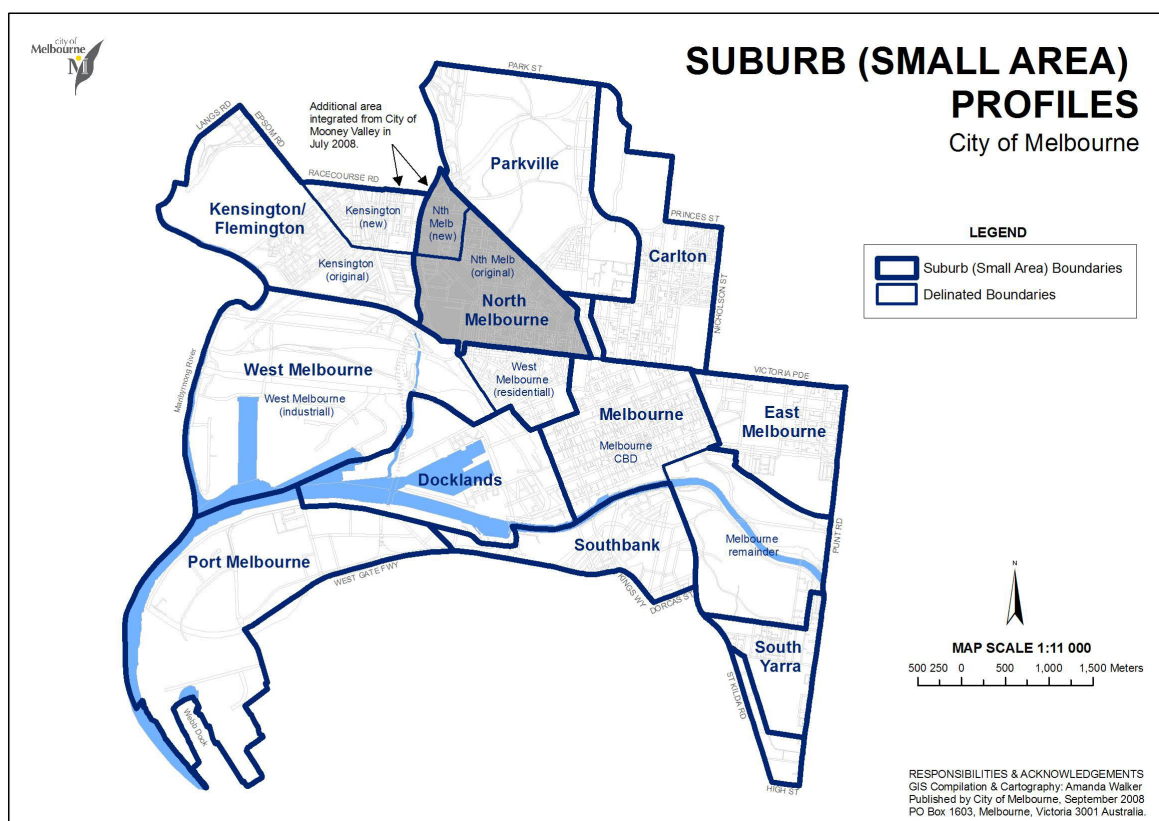 city of
Melbourne
M
SUBURB (SMALL AREA)
PROFILES
City of Melbourne
PARK ST
Additional area
integrated from City of
Mooney Valley in
July 2008.
LANGS RD
EPSOM RD
RACECOURSE RD
Parkville
Kensington/
Flemington
Kensington
(new)
Nth
Melb
(new)
PRINCES ST
Kensington
(original)
Nth Melb
(original)
Carlton
NICHOLSON ST
North
Melbourne
LEGEND
Suburb (Small Area) Boundaries
Delinated Boundaries
Maribyrnong River
West Melbourne
West Melbourne
(industriall)
West
Melbourne
(residentiall)
VICTORIA PDE
Melbourne
Melbourne
CBD
East
Melbourne
Docklands
Southbank
Melbourne
remainder
PUNT RD
Port Melbourne
WEST GATE FWY
KINGS WY
DORCAS ST
South
Yarra
ST KILDA RD
Webb Dock
HIGH ST
N
MAP SCALE 1:11 000
500 250 0 500 1,000 1,500 Meters
RESPONSIBILITIES & ACKNOWLEDGEMENTS
GIS Compilation & Cartography: Amanda Walker
Published by City of Melbourne, September 2008
PO Box 1603, Melbourne, Victoria 3001 Australia.